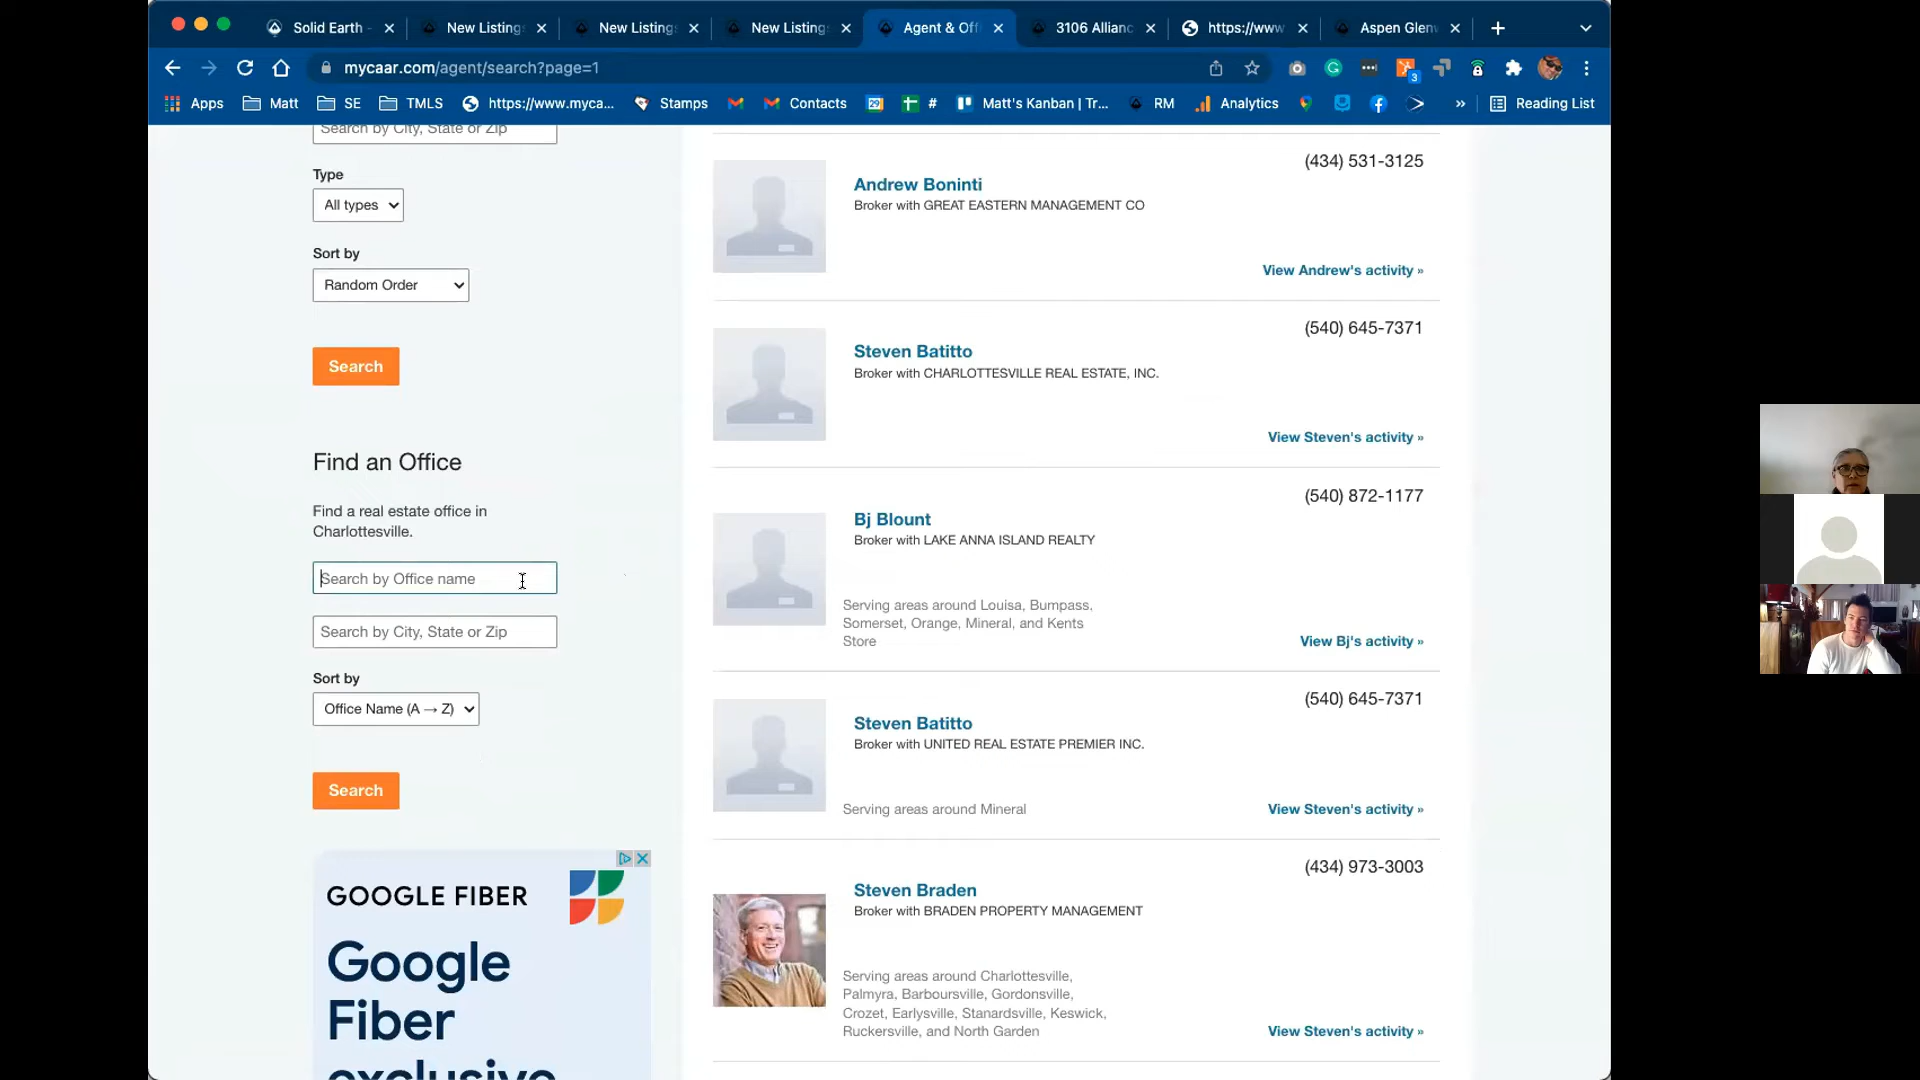 Solid Earth -
New Listing
New Listing
New Listing
Agent & Of
3106 Allianc
https://www
Aspen Glen
mycaar.com/agent/search?page=1
3
Apps
Matt
SE
TMLS
https://www.myca...
Stamps
Contacts
29
#
Matt's Kanban | Tr...
RM
Analytics
»
Reading List
Search by City, State or Zip
Type
All types
Sort by
Random Order
Search
Find an Office
Find a real estate office in
Charlottesville.
Search by Office name
Search by City, State or Zip
Sort by
Office Name (A → Z)
Search
GOOGLE FIBER
Google
Fiber
exclusive
(434) 531-3125
Andrew Boninti
Broker with GREAT EASTERN MANAGEMENT CO
View Andrew's activity »
(540) 645-7371
Steven Batitto
Broker with CHARLOTTESVILLE REAL ESTATE, INC.
View Steven's activity »
(540) 872-1177
Bj Blount
Broker with LAKE ANNA ISLAND REALTY
Serving areas around Louisa, Bumpass,
Somerset, Orange, Mineral, and Kents
Store
View Bj's activity »
(540) 645-7371
Steven Batitto
Broker with UNITED REAL ESTATE PREMIER INC.
Serving areas around Mineral
View Steven's activity »
(434) 973-3003
Steven Braden
Broker with BRADEN PROPERTY MANAGEMENT
Serving areas around Charlottesville,
Palmyra, Barboursville, Gordonsville,
Crozet, Earlysville, Stanardsville, Keswick,
Ruckersville, and North Garden
View Steven's activity »